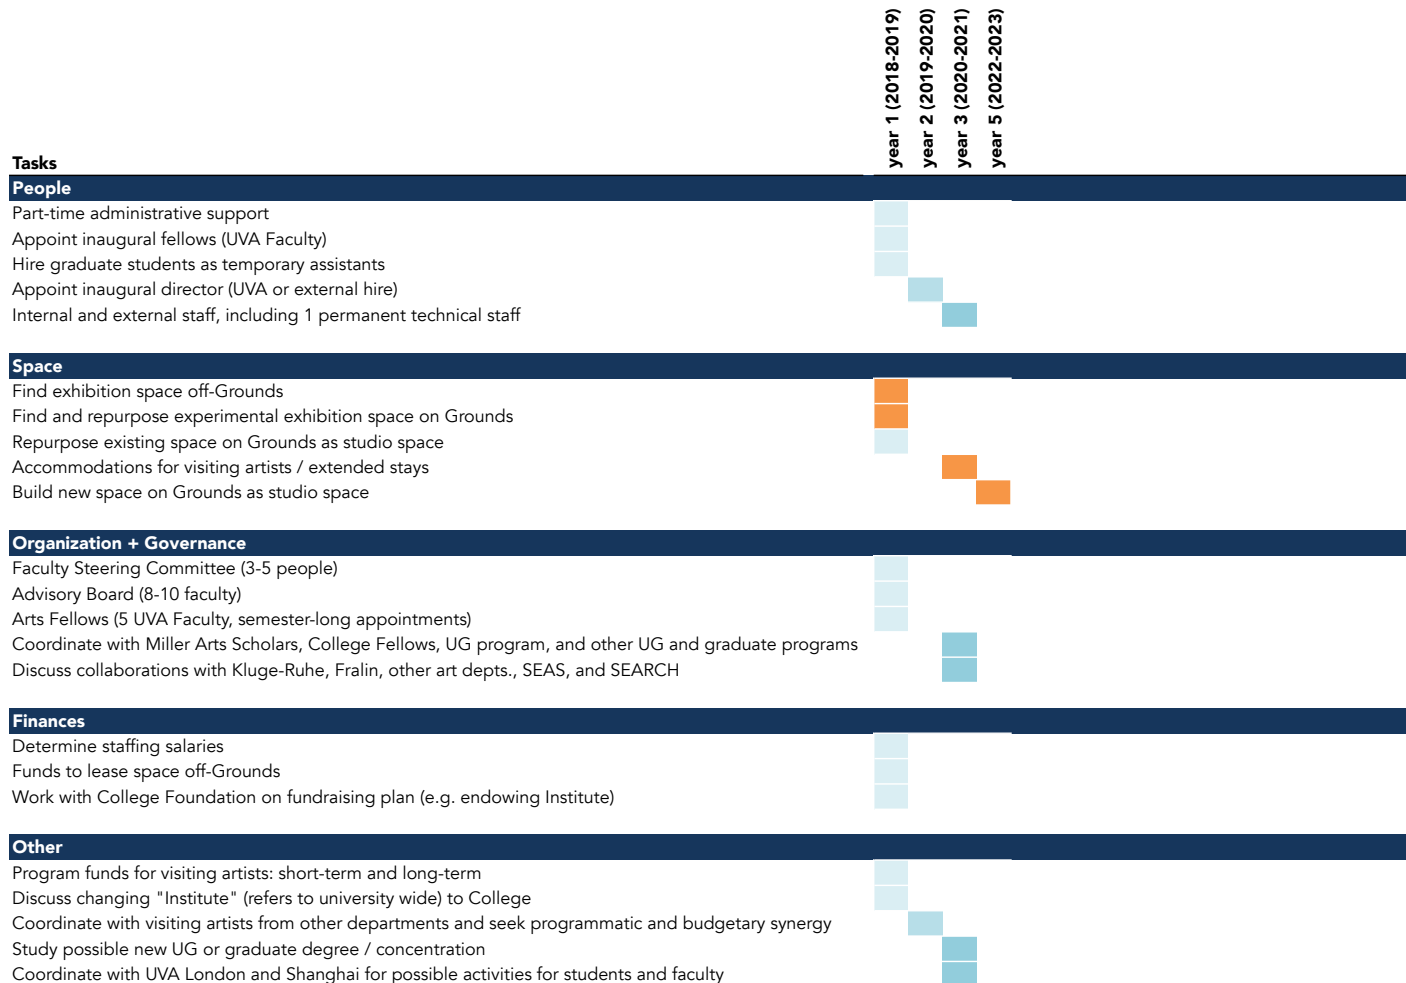 year 1 (2018-2019)
year 2 (2019-2020)
year 3 (2020-2021)
year 5 (2022-2023)
Tasks
People
Part-time administrative support
Appoint inaugural fellows (UVA Faculty)
Hire graduate students as temporary assistants
Appoint inaugural director (UVA or external hire)
Internal and external staff, including 1 permanent technical staff
Space
Find exhibition space off-Grounds
Find and repurpose experimental exhibition space on Grounds
Repurpose existing space on Grounds as studio space
Accommodations for visiting artists / extended stays
Build new space on Grounds as studio space
Organization + Governance
Faculty Steering Committee (3-5 people)
Advisory Board (8-10 faculty)
Arts Fellows (5 UVA Faculty, semester-long appointments)
Coordinate with Miller Arts Scholars, College Fellows, UG program, and other UG and graduate programs
Discuss collaborations with Kluge-Ruhe, Fralin, other art depts., SEAS, and SEARCH
Finances
Determine staffing salaries
Funds to lease space off-Grounds
Work with College Foundation on fundraising plan (e.g. endowing Institute)
Other
Program funds for visiting artists: short-term and long-term
Discuss changing "Institute" (refers to university wide) to College
Coordinate with visiting artists from other departments and seek programmatic and budgetary synergy
Study possible new UG or graduate degree / concentration
Coordinate with UVA London and Shanghai for possible activities for students and faculty